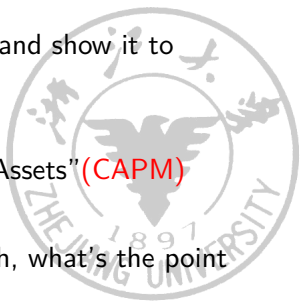 and show it to
Assets"(CAPM)
h, what's the point
ZHEJIANG UNIVERSITY
1897